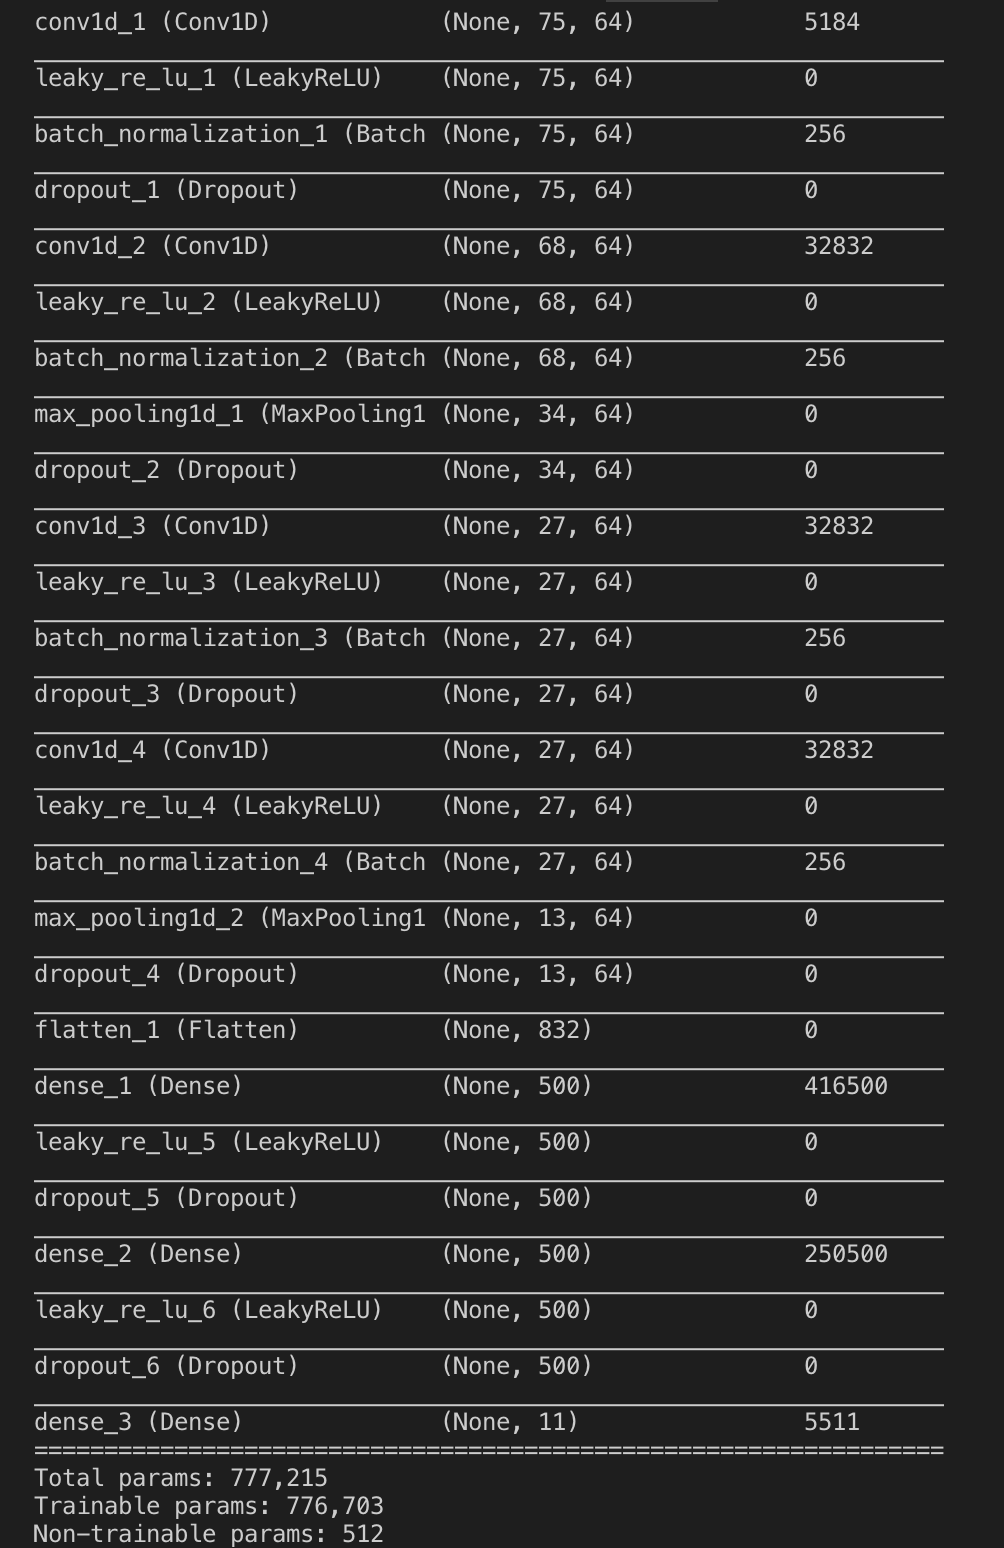 conv1d_1 (Conv1D) (None, 75, 64) 5184
leaky_re_lu_1 (LeakyReLU) (None, 75, 64) 0
batch_normalization_1 (Batch (None, 75, 64) 256
dropout_1 (Dropout) (None, 75, 64) 0
conv1d_2 (Conv1D) (None, 68, 64) 32832
leaky_re_lu_2 (LeakyReLU) (None, 68, 64) 0
batch_normalization_2 (Batch (None, 68, 64) 256
max_pooling1d_1 (MaxPooling1 (None, 34, 64) 0
dropout_2 (Dropout) (None, 34, 64) 0
conv1d_3 (Conv1D) (None, 27, 64) 32832
leaky_re_lu_3 (LeakyReLU) (None, 27, 64) 0
batch_normalization_3 (Batch (None, 27, 64) 256
dropout_3 (Dropout) (None, 27, 64) 0
conv1d_4 (Conv1D) (None, 27, 64) 32832
leaky_re_lu_4 (LeakyReLU) (None, 27, 64) 0
batch_normalization_4 (Batch (None, 27, 64) 256
max_pooling1d_2 (MaxPooling1 (None, 13, 64) 0
dropout_4 (Dropout) (None, 13, 64) 0
flatten_1 (Flatten) (None, 832) 0
dense_1 (Dense) (None, 500) 416500
leaky_re_lu_5 (LeakyReLU) (None, 500) 0
dropout_5 (Dropout) (None, 500) 0
dense_2 (Dense) (None, 500) 250500
leaky_re_lu_6 (LeakyReLU) (None, 500) 0
dropout_6 (Dropout) (None, 500) 0
dense_3 (Dense) (None, 11) 5511
=================================================================
Total params: 777,215
Trainable params: 776,703
Non-trainable params: 512